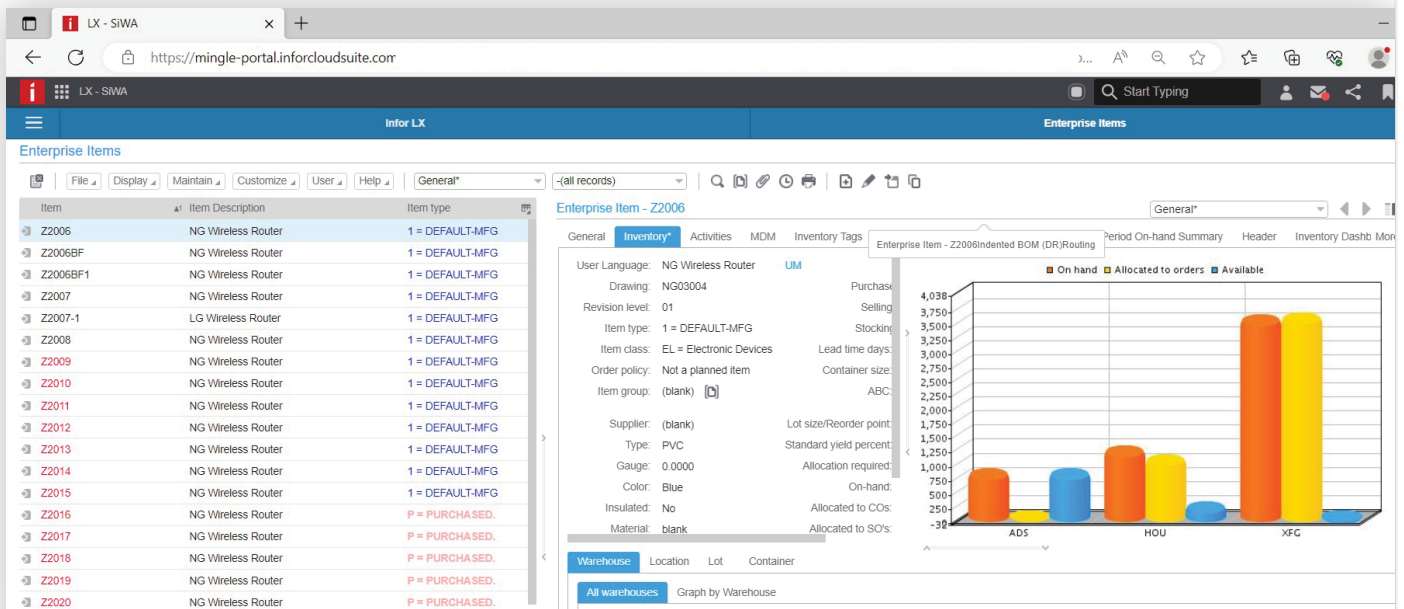 LX - SiWA
https://mingle-portal.inforcloudsuite.com
LX - SiWA
Start Typing
Infor LX
Enterprise Items
Enterprise Items
File Display Maintain Customize User Help General* -(all records)
Item Item Description Item type
Z2006 NG Wireless Router 1 = DEFAULT-MFG
Z2006BF NG Wireless Router 1 = DEFAULT-MFG
Z2006BF1 NG Wireless Router 1 = DEFAULT-MFG
Z2007 NG Wireless Router 1 = DEFAULT-MFG
Z2007-1 LG Wireless Router 1 = DEFAULT-MFG
Z2008 NG Wireless Router 1 = DEFAULT-MFG
Z2009 NG Wireless Router 1 = DEFAULT-MFG
Z2010 NG Wireless Router 1 = DEFAULT-MFG
Z2011 NG Wireless Router 1 = DEFAULT-MFG
Z2012 NG Wireless Router 1 = DEFAULT-MFG
Z2013 NG Wireless Router 1 = DEFAULT-MFG
Z2014 NG Wireless Router 1 = DEFAULT-MFG
Z2015 NG Wireless Router 1 = DEFAULT-MFG
Z2016 NG Wireless Router P = PURCHASED.
Z2017 NG Wireless Router P = PURCHASED.
Z2018 NG Wireless Router P = PURCHASED.
Z2019 NG Wireless Router P = PURCHASED.
Z2020 NG Wireless Router P = PURCHASED.
Enterprise Item - Z2006
General*
General Inventory* Activities MDM Inventory Tags Period On-hand Summary Header Inventory Dashb More
Enterprise Item - Z2006Indented BOM (DR)Routing
User Language: NG Wireless Router UM
Drawing: NG03004 Purchase
Revision level: 01 Selling
Item type: 1 = DEFAULT-MFG Stocking
Item class: EL = Electronic Devices Lead time days:
Order policy: Not a planned item Container size:
Item group: (blank) ABC:
Supplier: (blank) Lot size/Reorder point:
Type: PVC Standard yield percent:
Gauge: 0.0000 Allocation required:
Color: Blue On-hand:
Insulated: No Allocated to COs:
Material: blank Allocated to SO's:
On hand Allocated to orders Available
4,038
3,750
3,500
3,250
3,000
2,750
2,500
2,250
2,000
1,750
1,500
1,250
1,000
750
500
250
-32
ADS HOU XFG
Warehouse Location Lot Container
All warehouses Graph by Warehouse